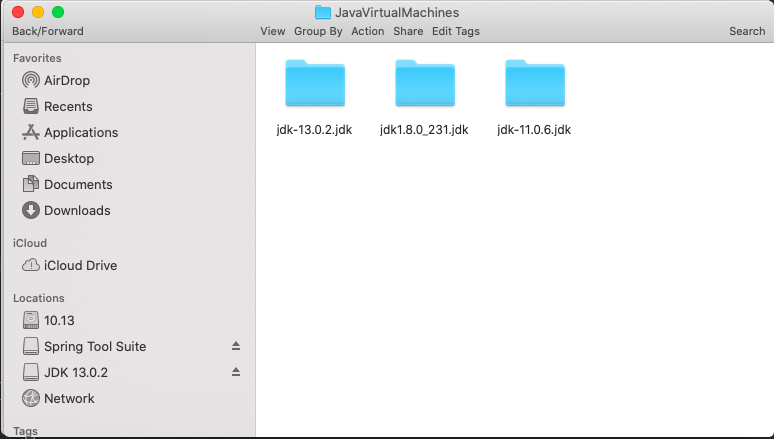 JavaVirtualMachines
Back/Forward View Group By Action Share Edit Tags Search
Favorites
AirDrop
Recents
Applications
Desktop
Documents
Downloads
iCloud
iCloud Drive
Locations
10.13
Spring Tool Suite
JDK 13.0.2
Network
Tags
jdk-13.0.2.jdk
jdk1.8.0_231.jdk
jdk-11.0.6.jdk